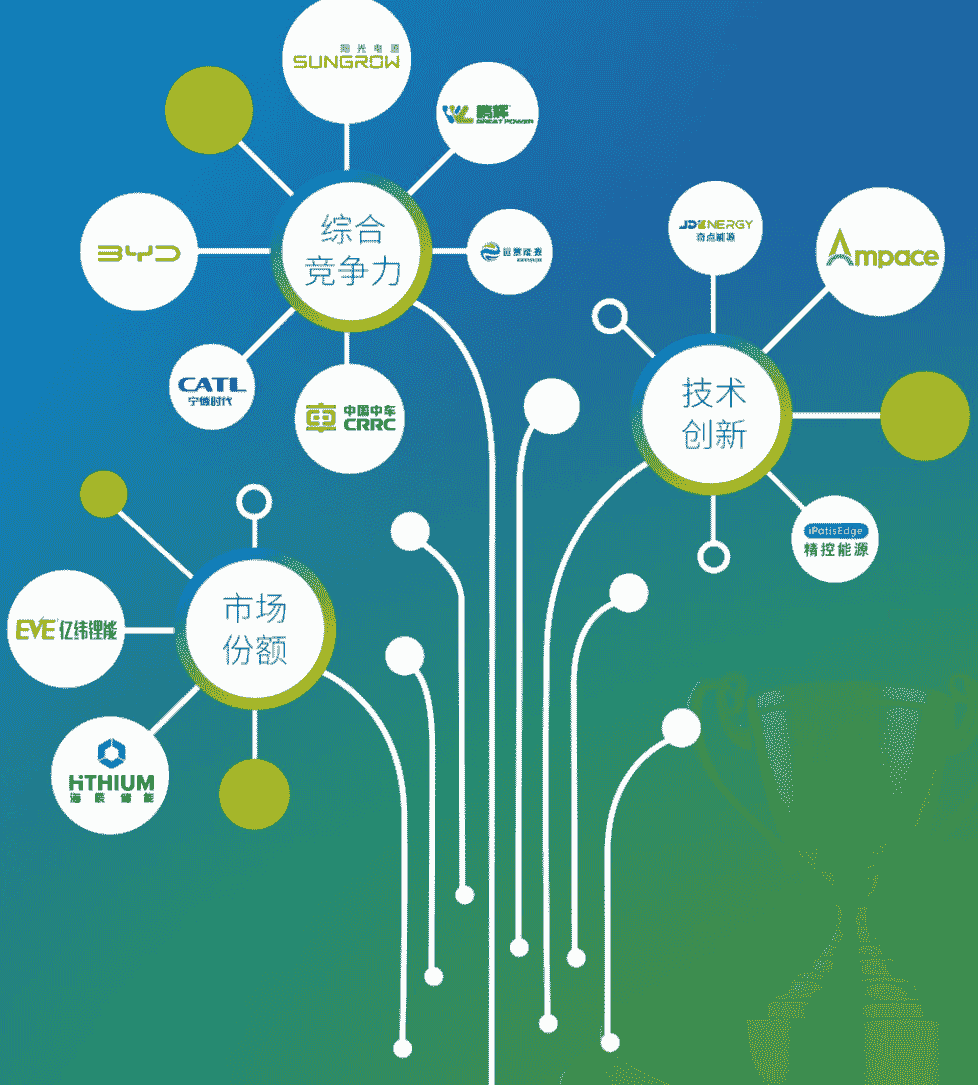 阳光电源
SUNGROW
鹏辉
GREAT POWER
BYD
综合
竞争力
CATL
宁德时代
中国中车
CRRC
JDENERGY
奇点能源
Ampace
技术
创新
iPotisEdge
精控能源
市场
份额
EVE 亿纬锂能
HiTHIUM
海辰储能